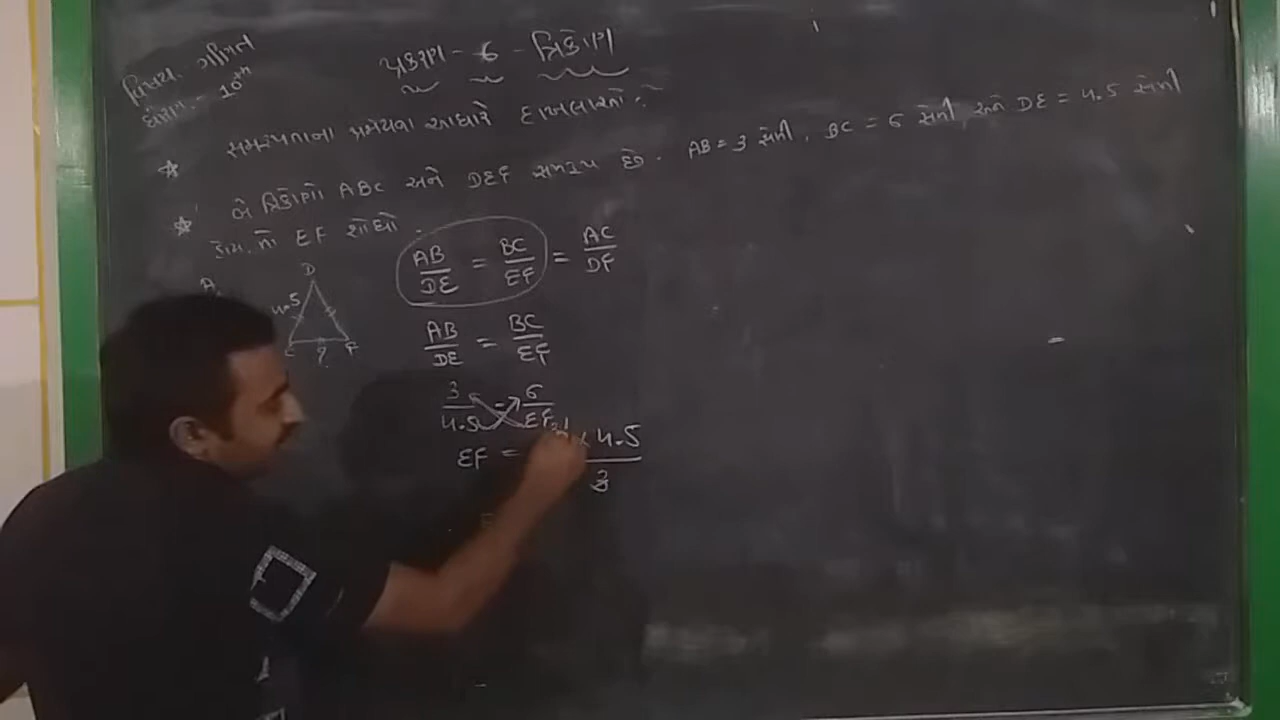 વિષય. ગણિત
ધોરણ.- 10th
પ્રકરણ - 6 - ત્રિકોણ
* સમરૂપતાના પ્રમેયના આધારે દાખલાઓ :-
* બે ત્રિકોણો ABC અને DEF સમરૂપ છે. AB = 3 સેમી, BC = 6 સેમી અને DE = 4.5 સેમી
હોય, તો EF શોધો.
A
D
4.5
E ? F
AB/DE = BC/EF = AC/DF
AB/DE = BC/EF
3/4.5 = 6/EF
EF = × 4.5 / 3